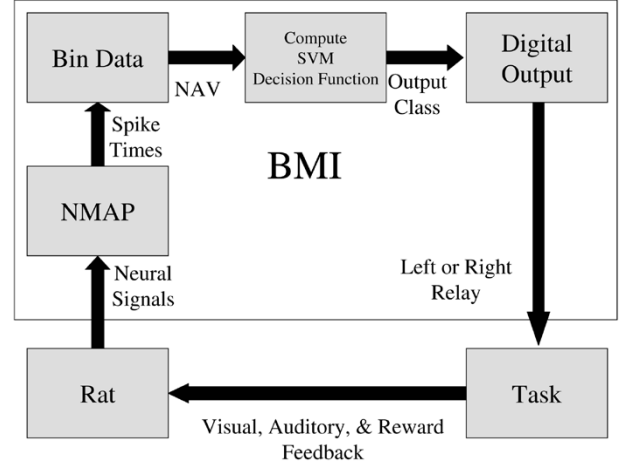 Bin Data
NAV
Compute
SVM
Decision Function
Output
Class
Digital
Output
Spike
Times
BMI
NMAP
Neural
Signals
Left or Right
Relay
Rat
Task
Visual, Auditory, & Reward
Feedback